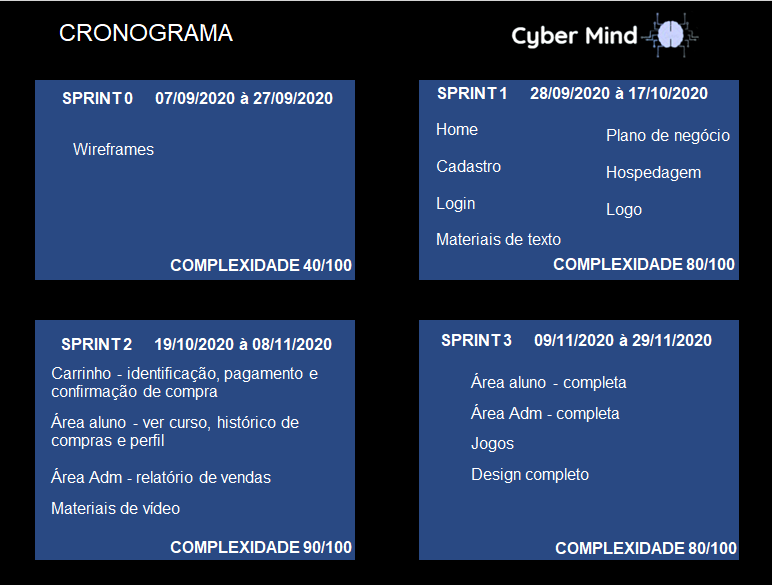 CRONOGRAMA
Cyber Mind
SPRINT 0 07/09/2020 à 27/09/2020
Wireframes
COMPLEXIDADE 40/100
SPRINT 1 28/09/2020 à 17/10/2020
Home
Cadastro
Login
Materiais de texto
Plano de negócio
Hospedagem
Logo
COMPLEXIDADE 80/100
SPRINT 2 19/10/2020 à 08/11/2020
Carrinho - identificação, pagamento e
confirmação de compra
Área aluno - ver curso, histórico de
compras e perfil
Área Adm - relatório de vendas
Materiais de vídeo
COMPLEXIDADE 90/100
SPRINT 3 09/11/2020 à 29/11/2020
Área aluno - completa
Área Adm - completa
Jogos
Design completo
COMPLEXIDADE 80/100